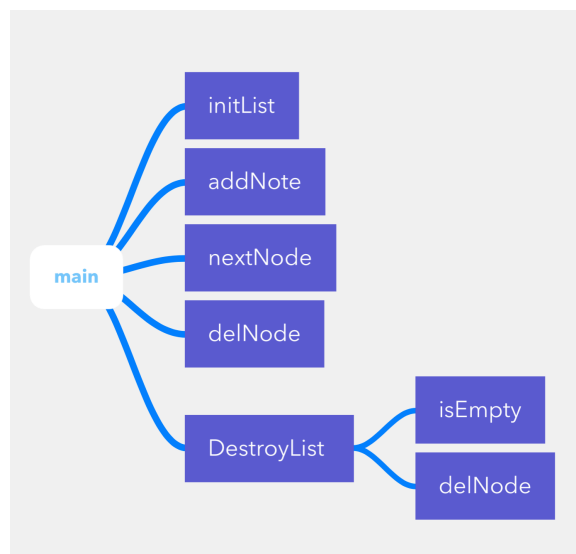 main
initList
addNote
nextNode
delNode
DestroyList
isEmpty
delNode